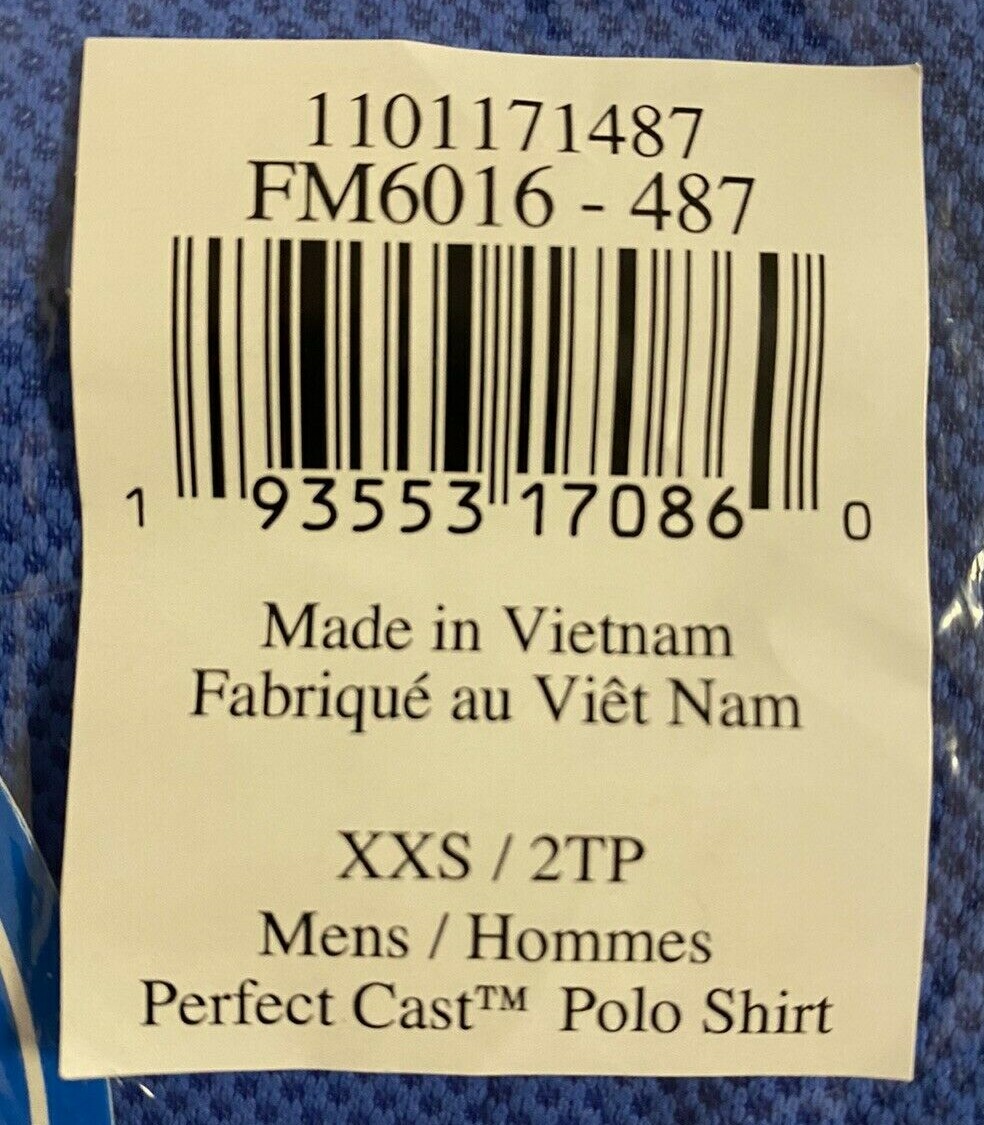 1101171487
FM6016 - 487
1 93553 17086 0
Made in Vietnam
Fabriqué au Viêt Nam
XXS / 2TP
Mens / Hommes
Perfect Cast™ Polo Shirt